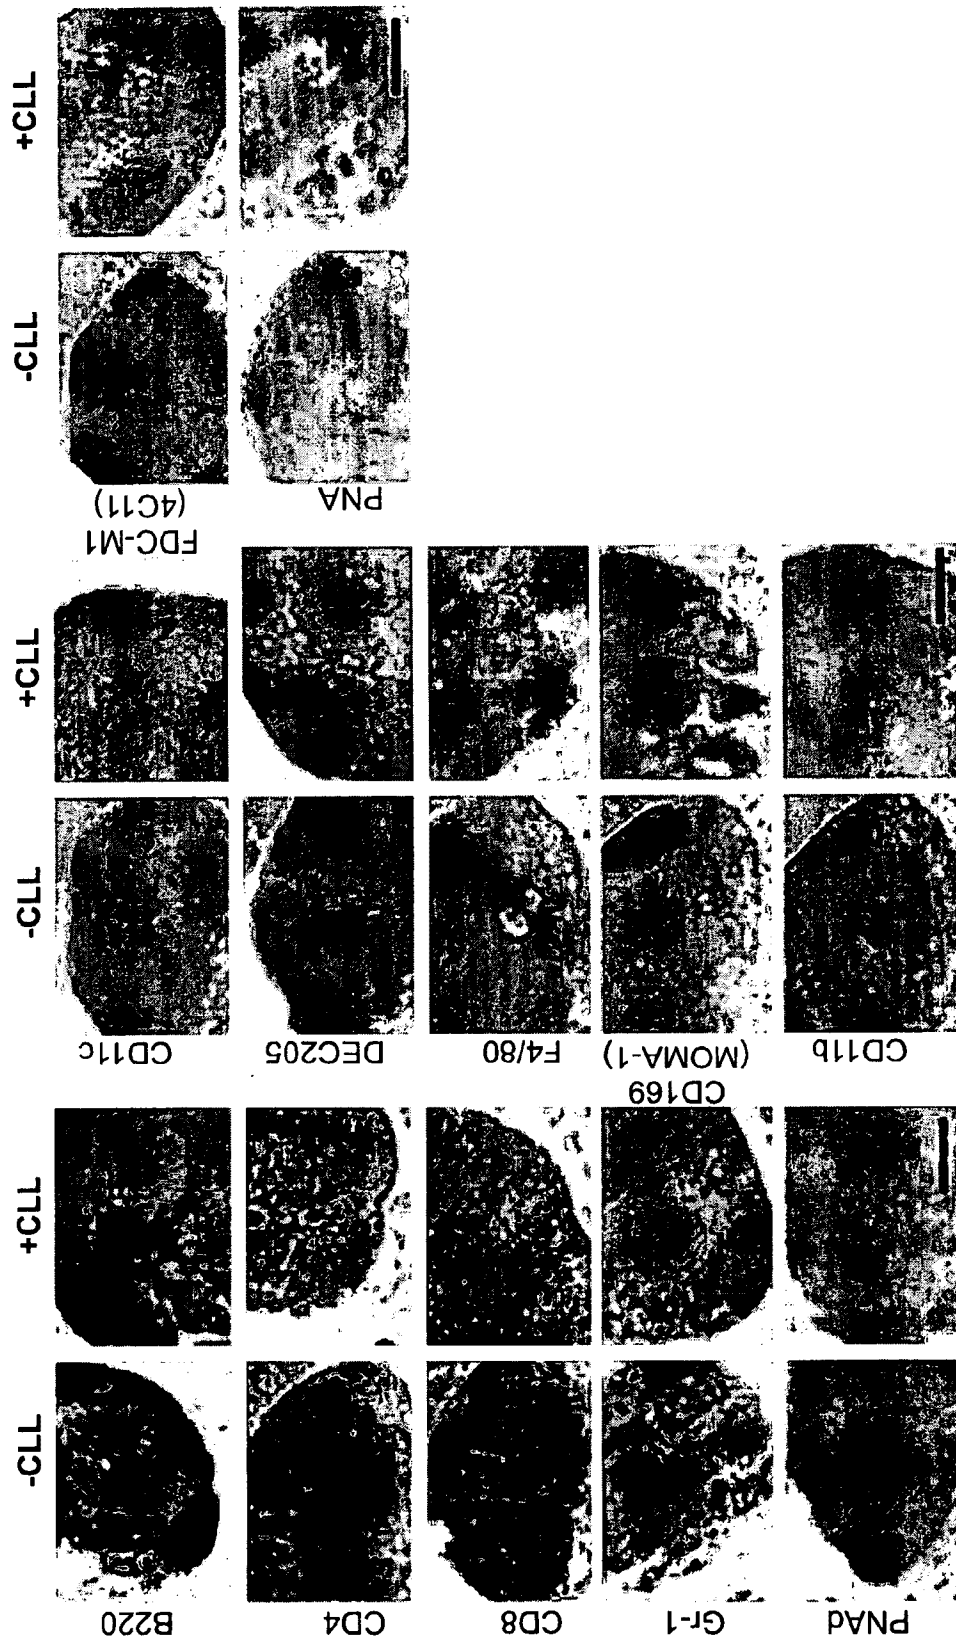 -CLL
+CLL
-CLL
+CLL
-CLL
+CLL
B220
CD4
CD8
Gr-1
PNAd
CD11c
DEC205
F4/80
CD169
(MOMA-1)
CD11b
FDC-M1
(4C11)
PNA